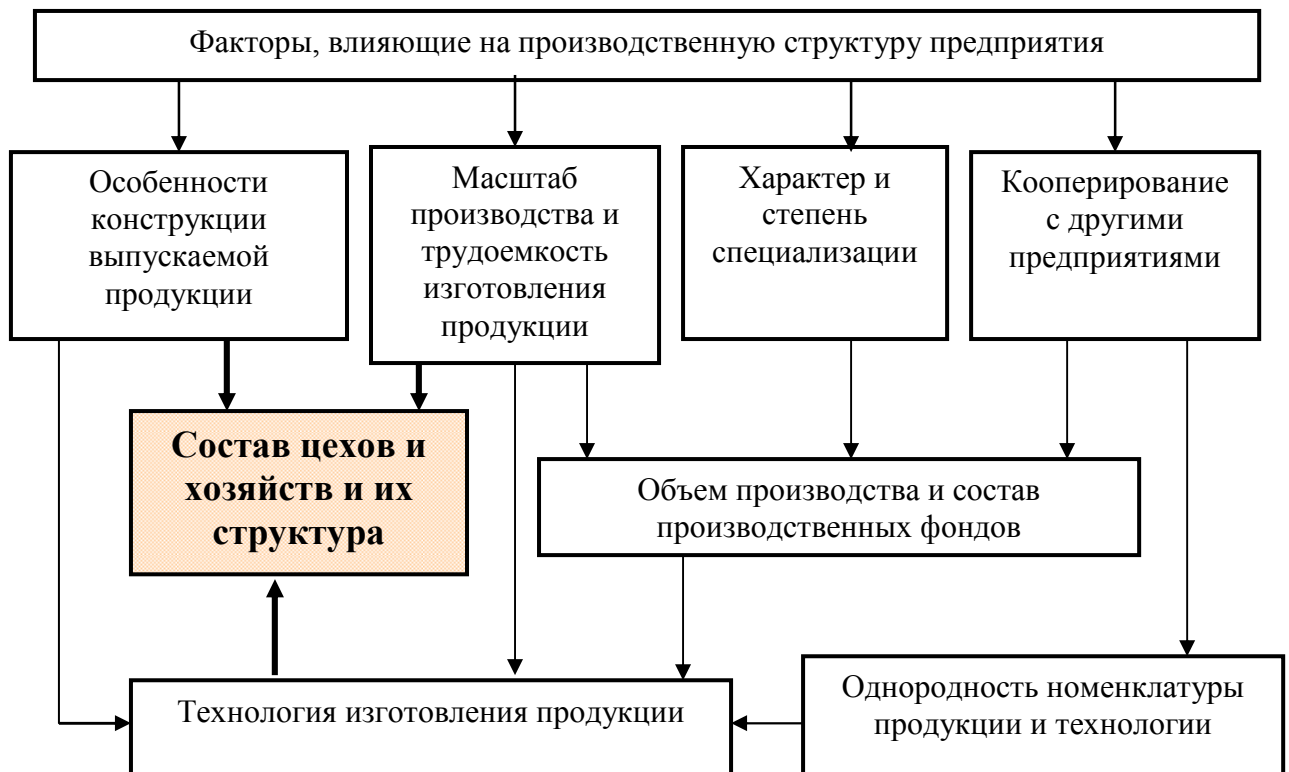 Факторы, влияющие на производственную структуру предприятия
Особенности
конструкции
выпускаемой
продукции
Масштаб
производства и
трудоемкость
изготовления
продукции
Характер и
степень
специализации
Кооперирование
с другими
предприятиями
Состав цехов и
хозяйств и их
структура
Объем производства и состав
производственных фондов
Технология изготовления продукции
Однородность номенклатуры
продукции и технологии